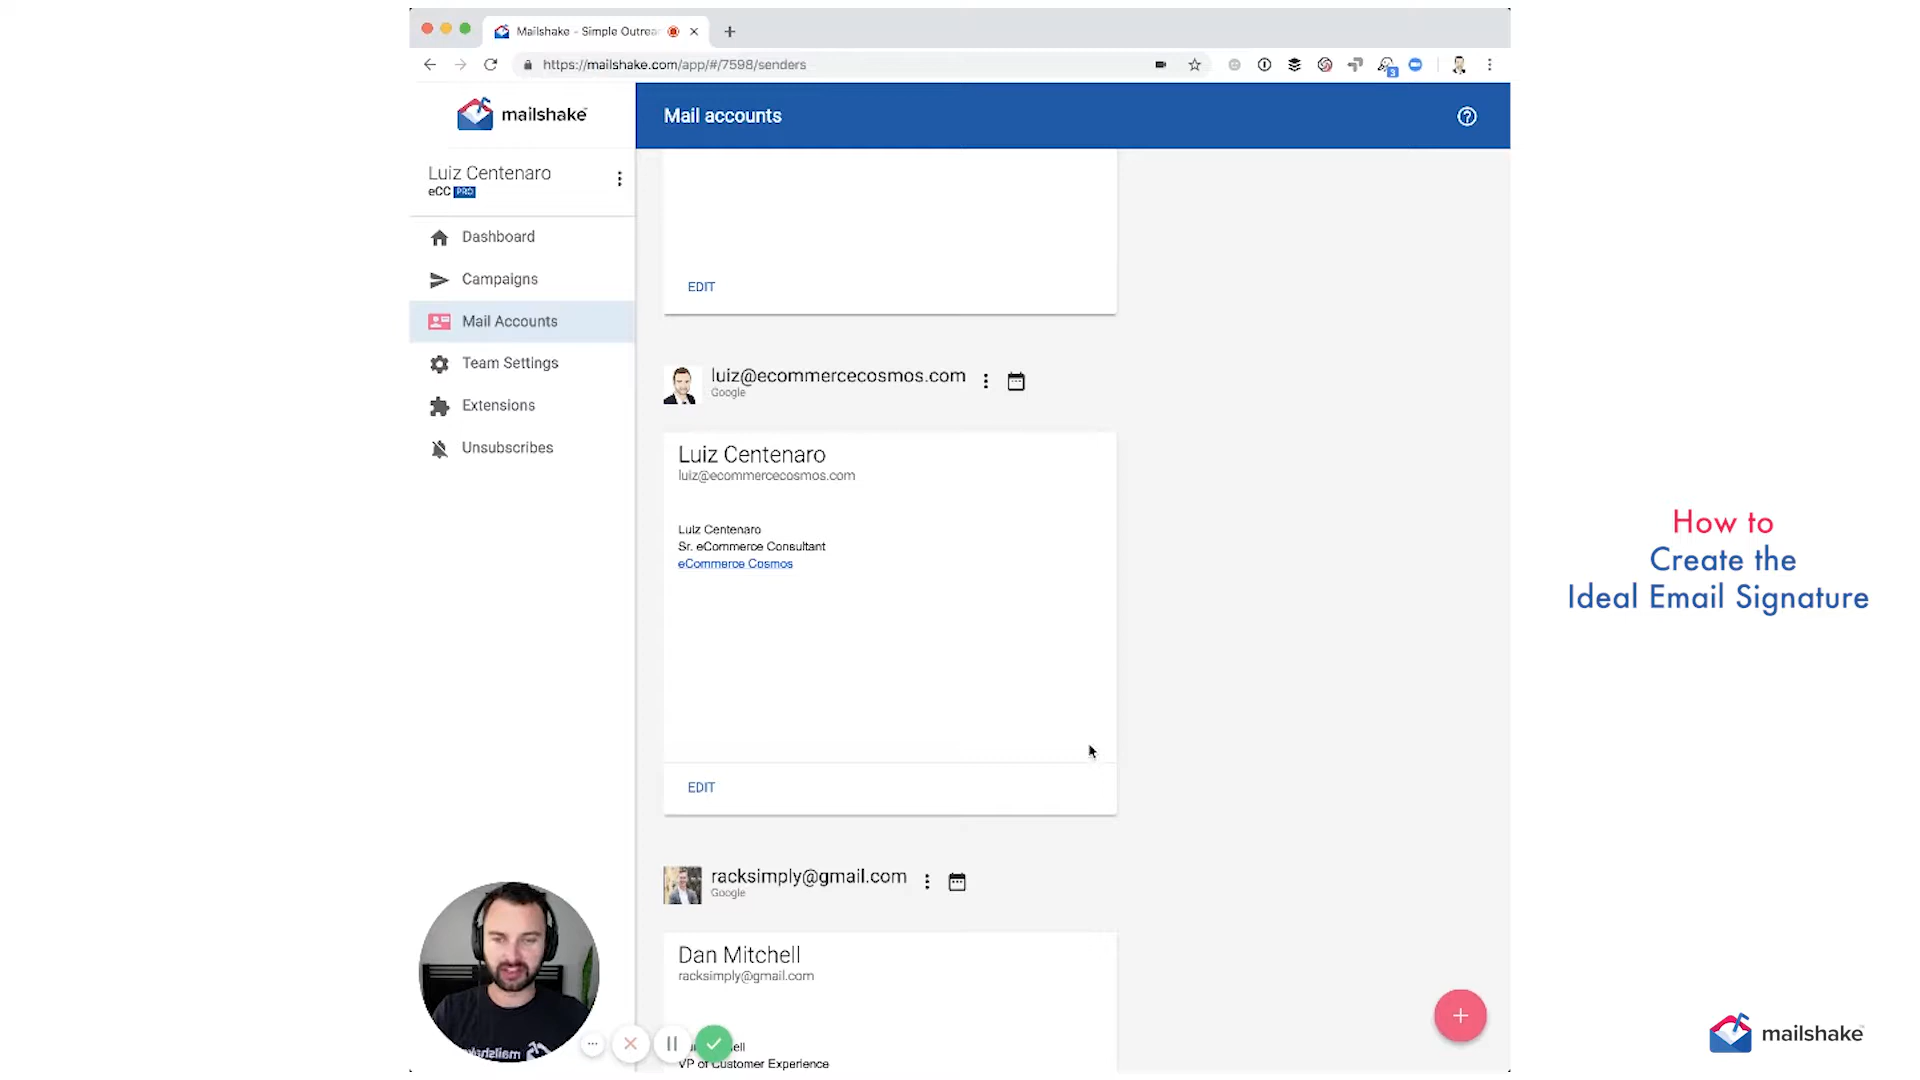 Mailshake - Simple Outrea
https://mailshake.com/app/#/7598/senders
3
mailshake
Mail accounts
Luiz Centenaro
eCC PRO
Dashboard
Campaigns
Mail Accounts
Team Settings
Extensions
Unsubscribes
EDIT
luiz@ecommercecosmos.com
Google
Luiz Centenaro
luiz@ecommercecosmos.com
Luiz Centenaro
Sr. eCommerce Consultant
eCommerce Cosmos
EDIT
racksimply@gmail.com
Google
Dan Mitchell
racksimply@gmail.com
VP of Customer Experience
How to
Create the
Ideal Email Signature
mailshake